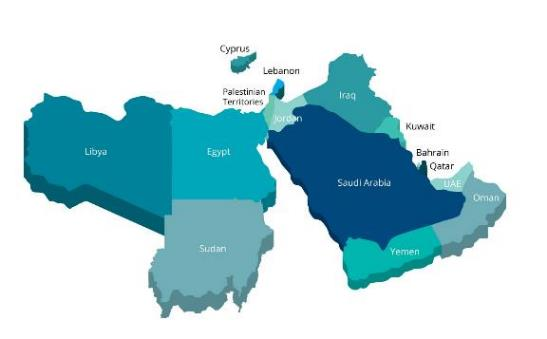 Cyprus
Lebanon
Palestinian
Territories
Iraq
Jordan
Kuwait
Libya
Egypt
Bahrain
Qatar
Saudi Arabia
UAE
Oman
Sudan
Yemen